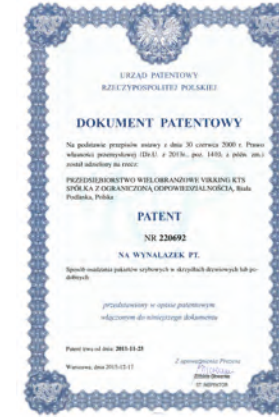 URZĄD PATENTOWY
RZECZYPOSPOLITEJ POLSKIEJ
DOKUMENT PATENTOWY
Na podstawie przepisów ustawy z dnia 30 czerwca 2000 r. Prawo
własności przemysłowej (Dz.U. z 2013r., poz. 1410, z późn. zm.)
został udzielony na rzecz:
PRZEDSIĘBIORSTWO WIELOBRANŻOWE VIKKING KTS
SPÓŁKA Z OGRANICZONĄ ODPOWIEDZIALNOŚCIĄ, Biała
Podlaska, Polska
PATENT
NR 220692
NA WYNALAZEK PT.
Sposób osadzania pakietów szybowych w skrzydłach drzwiowych lub po-
dobnych
przedstawiony w opisie patentowym
włączonym do niniejszego dokumentu
Patent trwa od dnia: 2011-11-25
Warszawa, dnia 2015-12-17
Z upoważnienia Prezesa